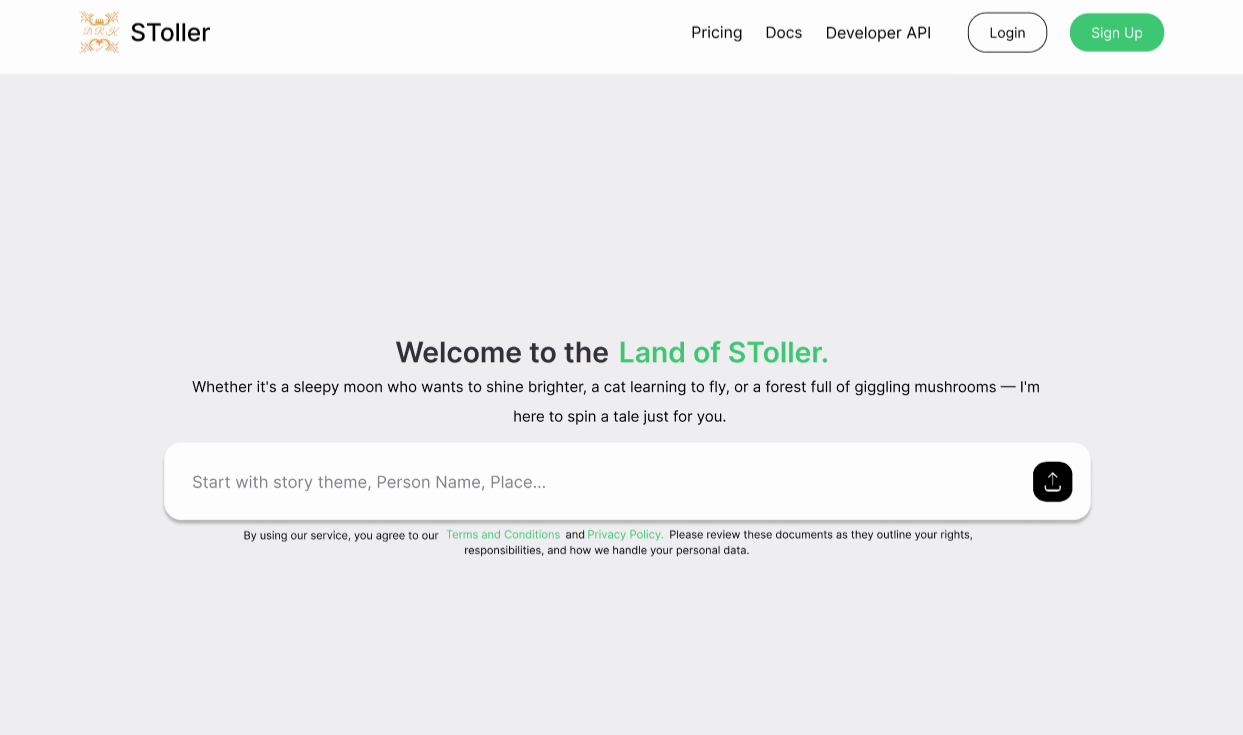 DRK
SToller
Pricing Docs Developer API Login Sign Up
Welcome to the Land of SToller.
Whether it's a sleepy moon who wants to shine brighter, a cat learning to fly, or a forest full of giggling mushrooms — I'm
here to spin a tale just for you.
Start with story theme, Person Name, Place...
By using our service, you agree to our Terms and Conditions and Privacy Policy. Please review these documents as they outline your rights,
responsibilities, and how we handle your personal data.